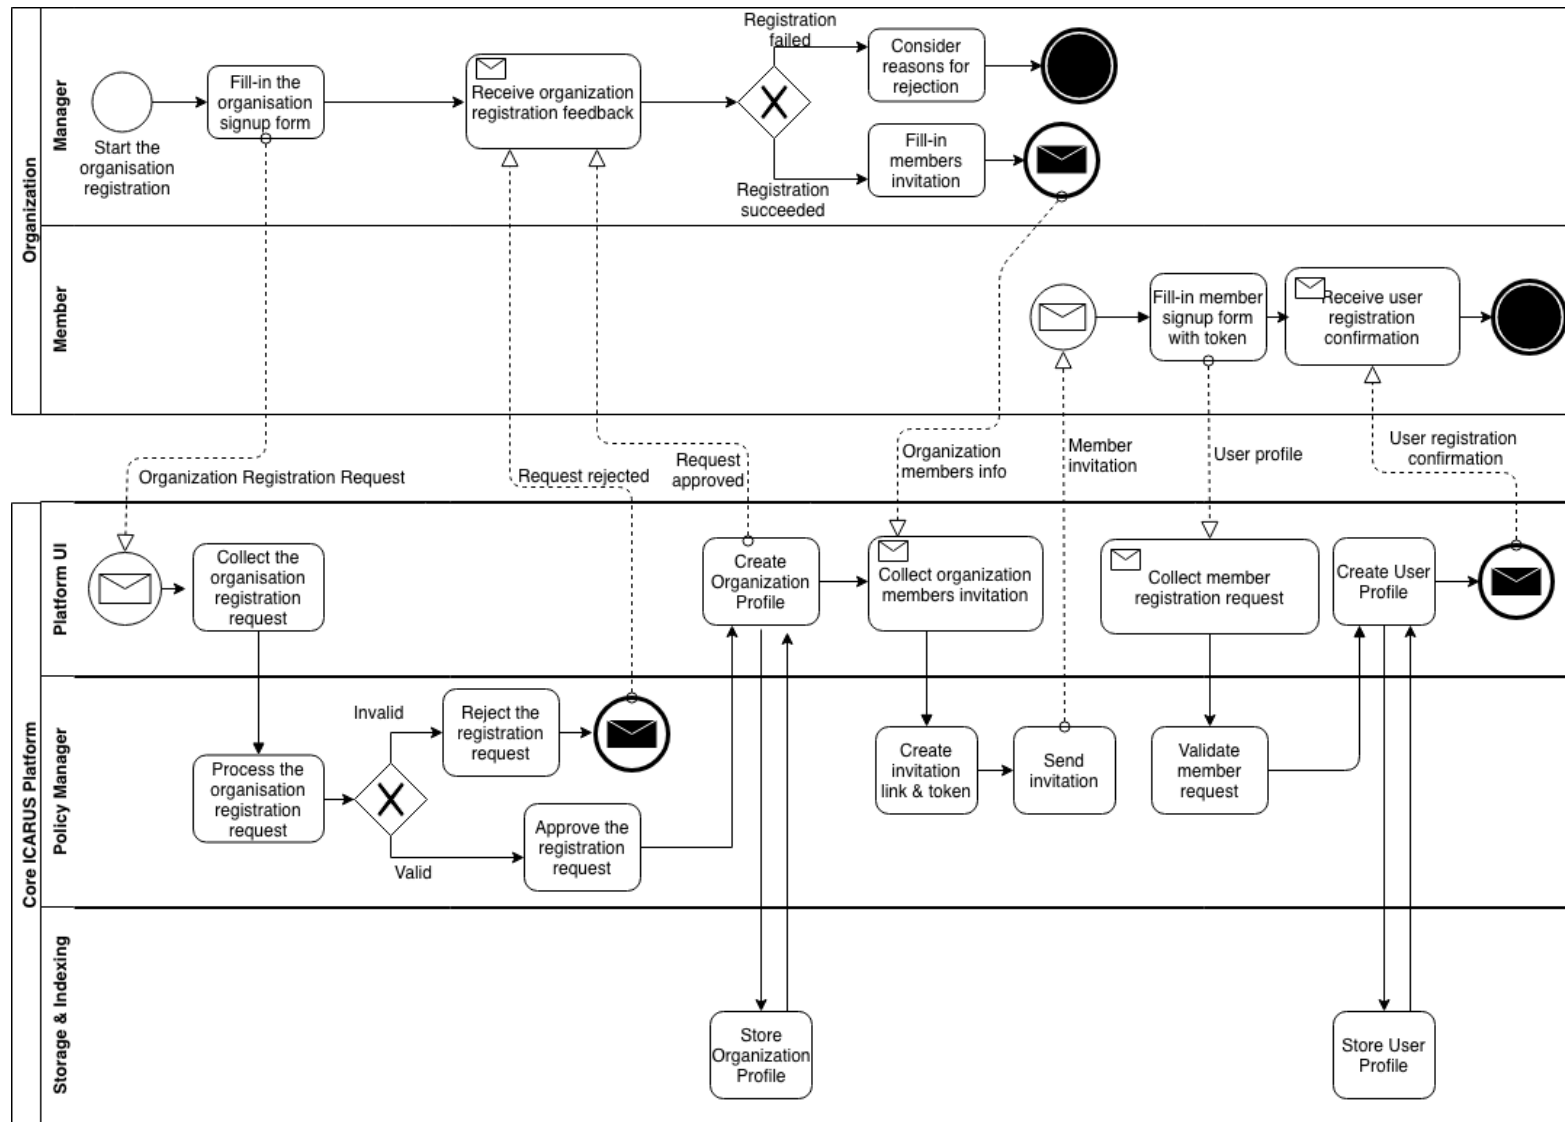 Organization
Manager
Start the
organisation
registration
Fill-in the
organisation
signup form
Receive organization
registration feedback
Registration
failed
Registration
succeeded
Consider
reasons for
rejection
Fill-in
members
invitation
Member
Fill-in member
signup form
with token
Receive user
registration
confirmation
Organization Registration Request
Request rejected
Request
approved
Organization
members info
Member
invitation
User profile
User registration
confirmation
Core ICARUS Platform
Platform UI
Collect the
organisation
registration
request
Create
Organization
Profile
Collect organization
members invitation
Collect member
registration request
Create User
Profile
Policy Manager
Process the
organisation
registration
request
Invalid
Valid
Reject the
registration
request
Approve the
registration
request
Create
invitation
link & token
Send
invitation
Validate
member
request
Storage & Indexing
Store
Organization
Profile
Store User
Profile